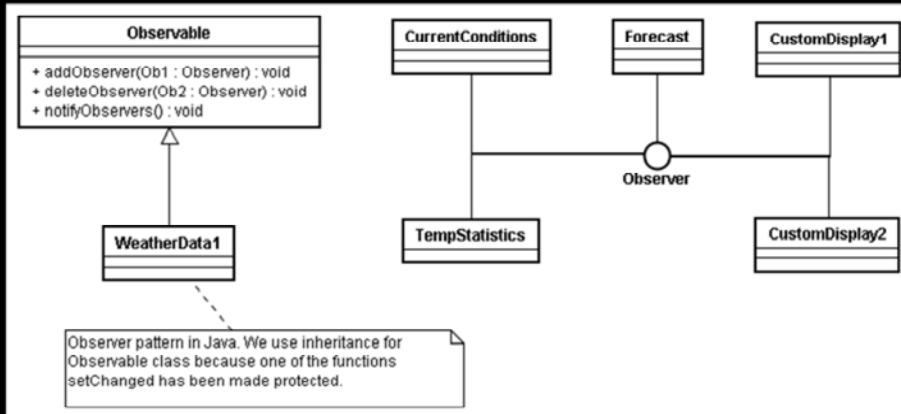 Observable
+ addObserver(Ob1 : Observer) : void
+ deleteObserver(Ob2 : Observer) : void
+ notifyObservers() : void
WeatherData1
Observer pattern in Java. We use inheritance for
Observable class because one of the functions
setChanged has been made protected.
CurrentConditions
Forecast
CustomDisplay1
Observer
TempStatistics
CustomDisplay2